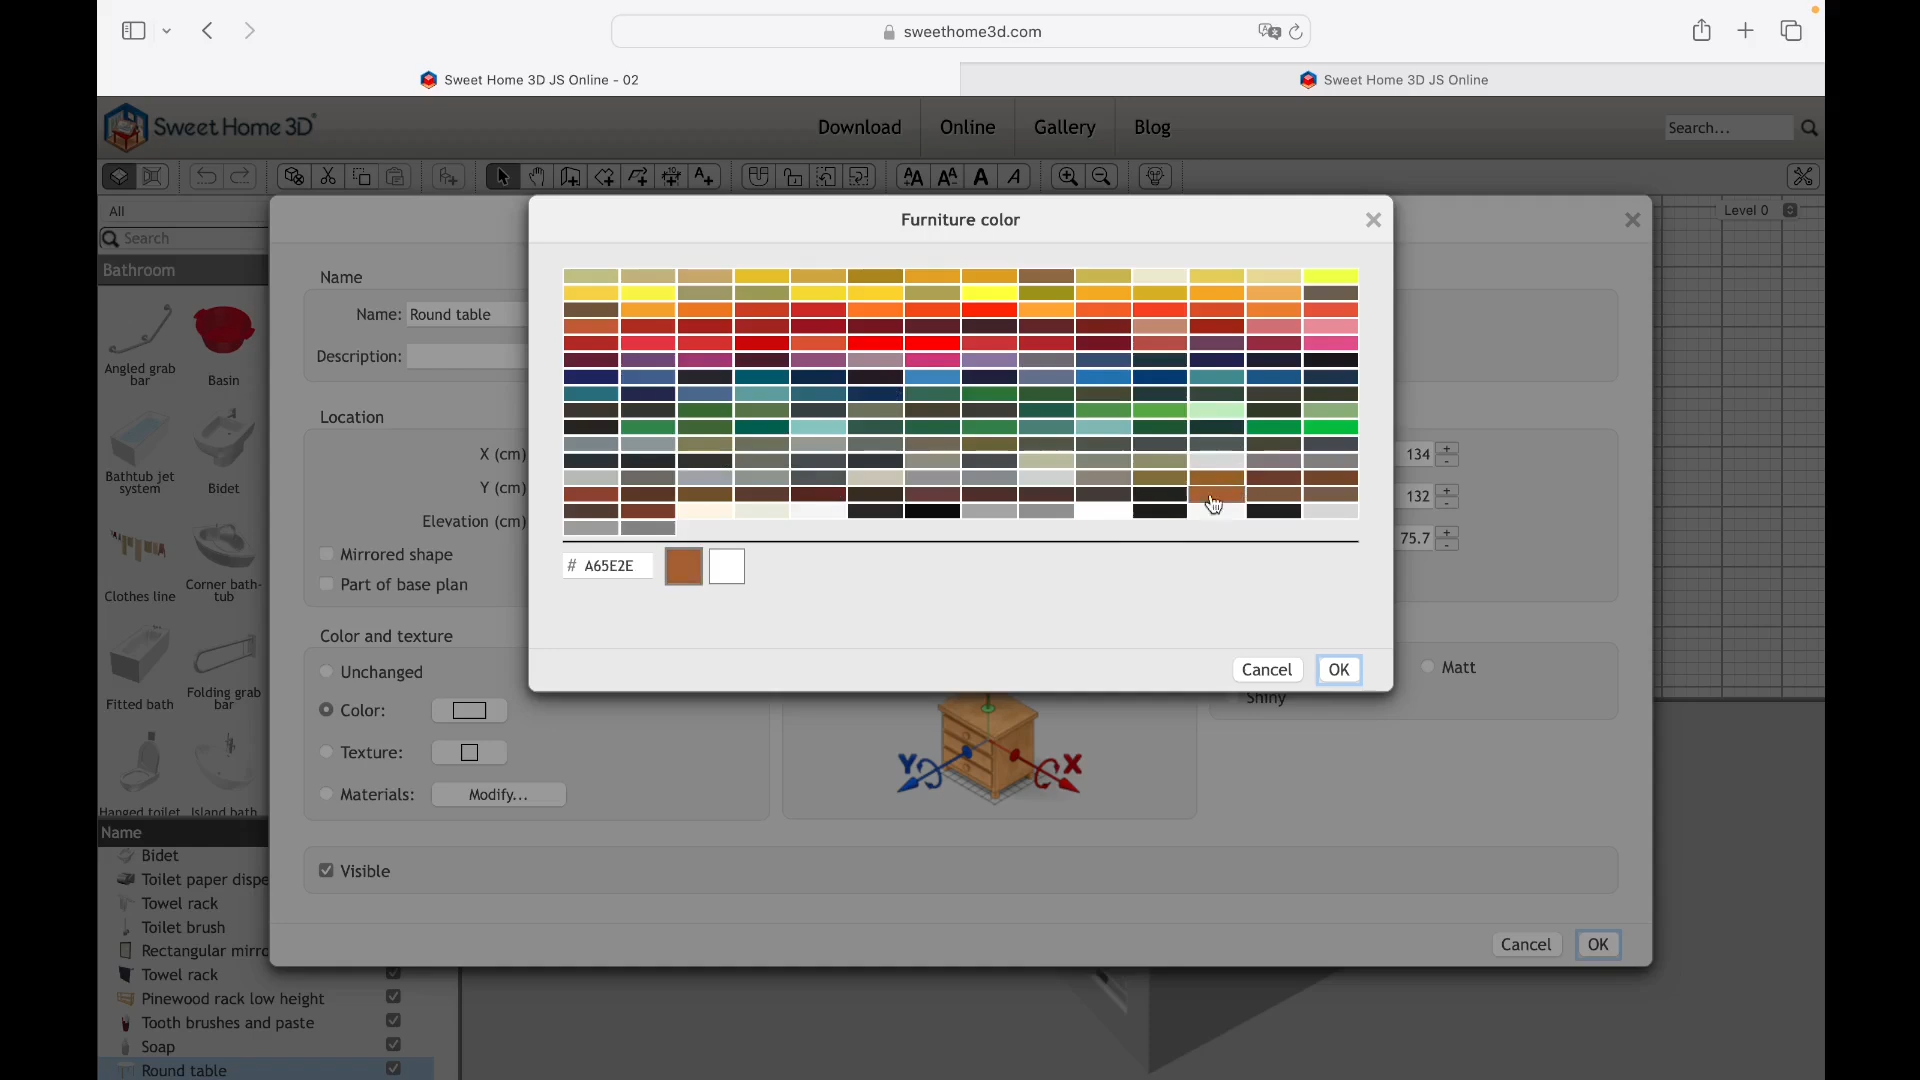 sweethome3d.com
Sweet Home 3D JS Online - 02
Sweet Home 3D JS Online
Sweet Home 3D
Download
Online
Gallery
Blog
Search...
All
Search
Level 0
Furniture color
Bathroom
Angled grab
bar
Basin
Bathtub jet
system
Bidet
Clothes line
Corner bath-
tub
Fitted bath
Folding grab
bar
Hanged toilet
Island bath
Name
Name: Round table
Description:
Location
X (cm)
Y (cm)
Elevation (cm)
Mirrored shape
Part of base plan
134
132
75.7
# A65E2E
Cancel
OK
Color and texture
Unchanged
Color:
Texture:
Materials:
Modify...
Y
X
Matt
Shiny
Visible
Cancel
OK
Name
Bidet
Toilet paper dispe
Towel rack
Toilet brush
Rectangular mirro
Towel rack
Pinewood rack low height
Tooth brushes and paste
Soap
Round table